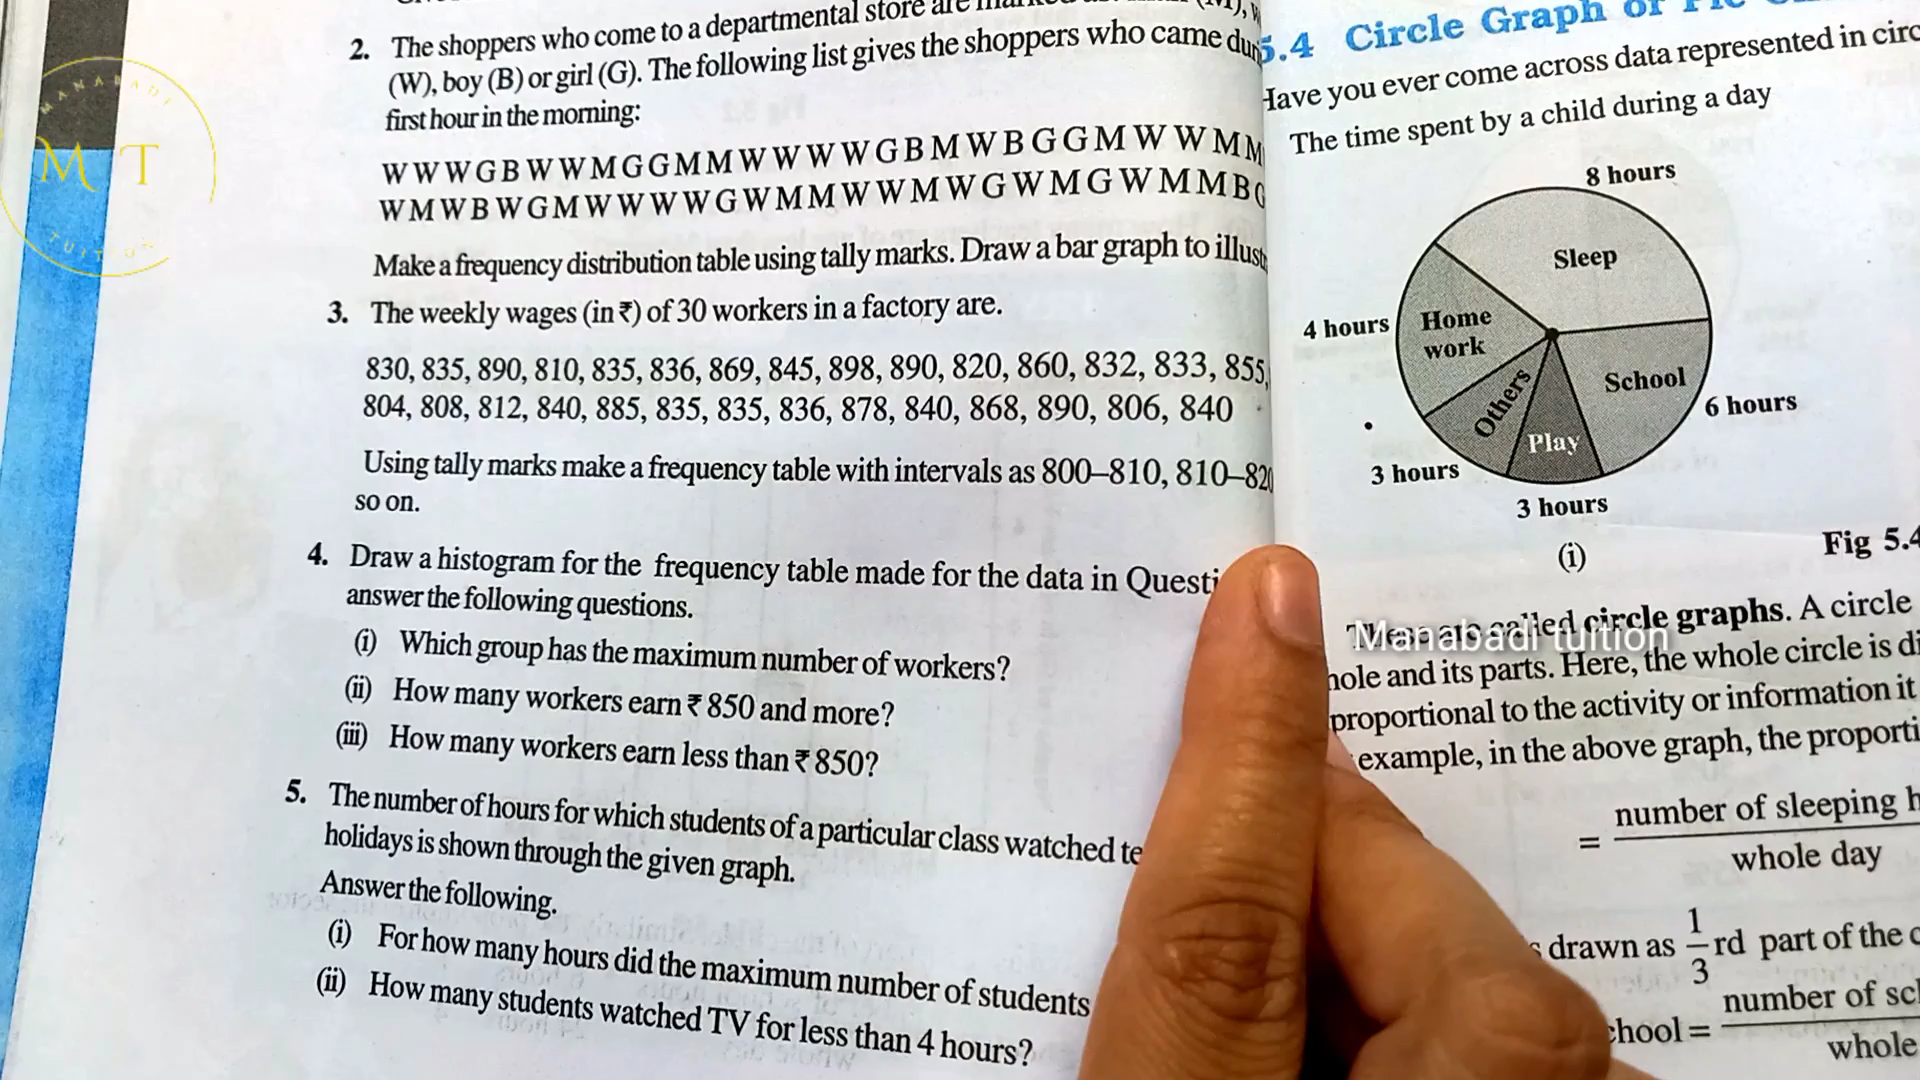 MANABADI
M T
TUITION
2. The shoppers who come to a departmental store are
(W), boy (B) or girl (G). The following list gives the shoppers who came
first hour in the morning:
W W W G B W W M G G M M W W W W G B M W B G G M W W M M
W M W B W G M W W W W G W M M W W M W G W M G W M M B G
Make a frequency distribution table using tally marks. Draw a bar graph to
3. The weekly wages (in ₹) of 30 workers in a factory are.
830, 835, 890, 810, 835, 836, 869, 845, 898, 890, 820, 860, 832, 833, 855,
804, 808, 812, 840, 885, 835, 835, 836, 878, 840, 868, 890, 806, 840
Using tally marks make a frequency table with intervals as 800–810, 810–820
so on.
4. Draw a histogram for the frequency table made for the data in
answer the following questions.
(i) Which group has the maximum number of workers?
(ii) How many workers earn ₹ 850 and more?
(iii) How many workers earn less than ₹ 850?
5. The number of hours for which students of a particular class watched
holidays is shown through the given graph.
Answer the following.
(i) For how many hours did the maximum number of students
(ii) How many students watched TV for less than 4 hours?
5.4 Circle Graph or
Have you ever come across data represented in
The time spent by a child during a day
8 hours
Sleep
4 hours
Home
work
School
6 hours
Others
Play
3 hours
3 hours
(i)
Fig 5.4
called circle graphs. A circle
Manabadi tuition
and its parts. Here, the whole circle is
proportional to the activity or information it
example, in the above graph, the
number of sleeping
=
whole day
drawn as 1/3 rd part of the
number of
=
whole